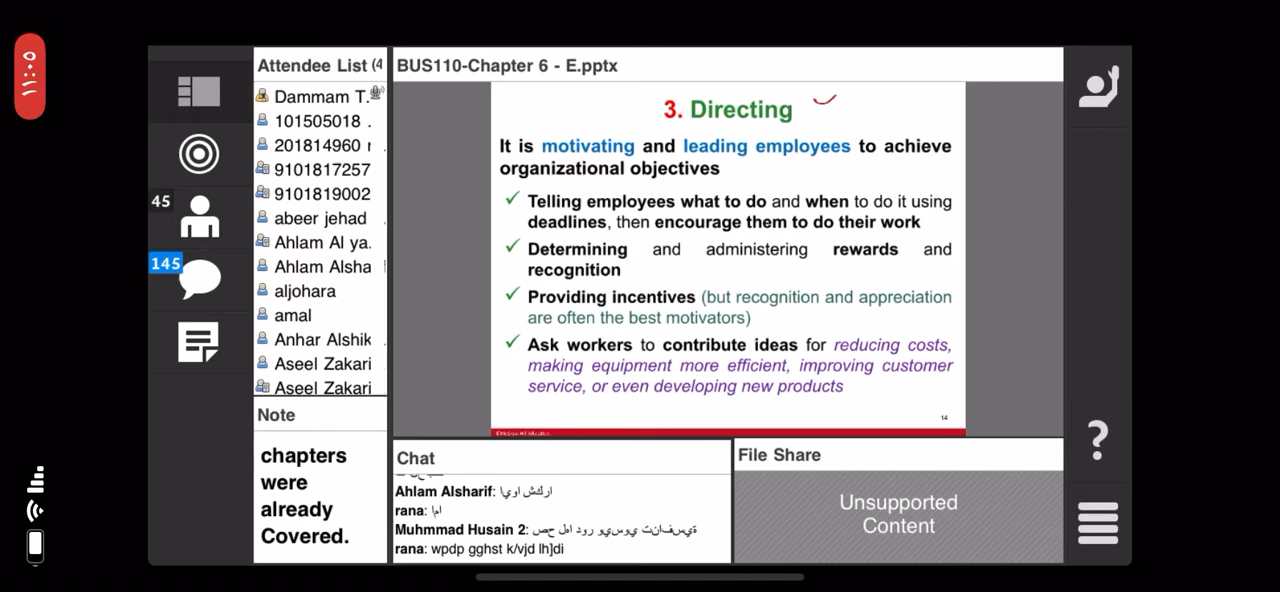 ١١:٠٥
Attendee List (4
Dammam T.
101505018 .
201814960 r
9101817257
9101819002
abeer jehad
Ahlam Al ya.
Ahlam Alsha
aljohara
amal
Anhar Alshik
Aseel Zakari
Aseel Zakari
45
145
Note
chapters
were
already
Covered.
BUS110-Chapter 6 - E.pptx
3. Directing
It is motivating and leading employees to achieve
organizational objectives
✓ Telling employees what to do and when to do it using
deadlines, then encourage them to do their work
✓ Determining and administering rewards and
recognition
✓ Providing incentives (but recognition and appreciation
are often the best motivators)
✓ Ask workers to contribute ideas for reducing costs,
making equipment more efficient, improving customer
service, or even developing new products
14
Chat
Ahlam Alsharif:
rana: اما
Muhmmad Husain 2:
rana: wpdp gghst k/vjd lh]di
File Share
Unsupported
Content
?